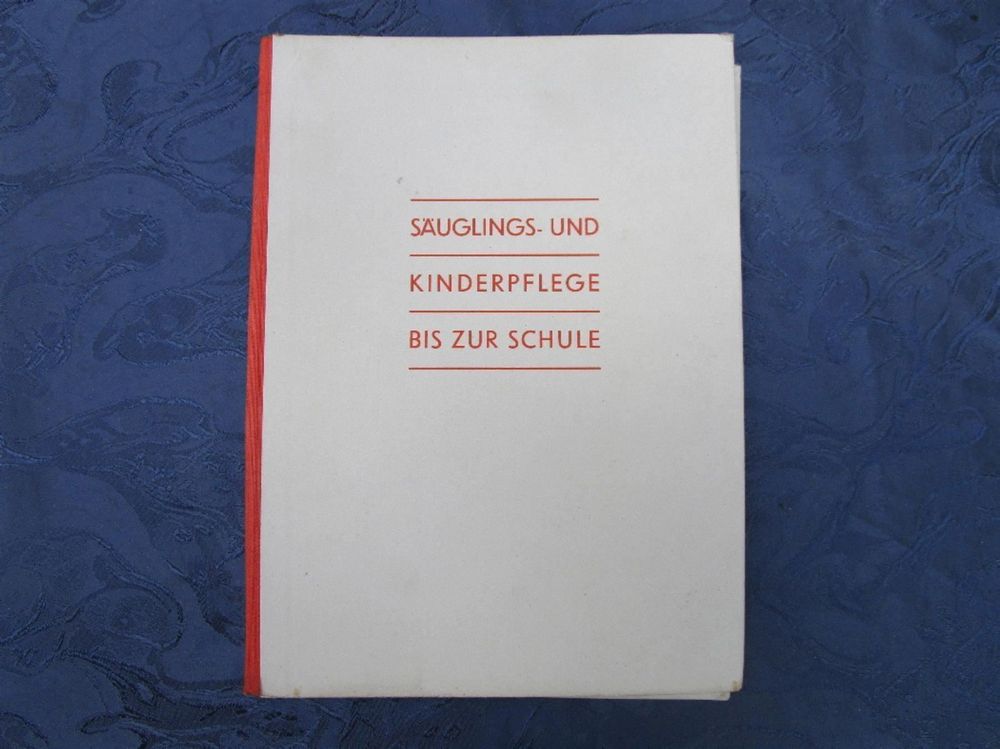 SÄUGLINGS- UND
KINDERPFLEGE
BIS ZUR SCHULE